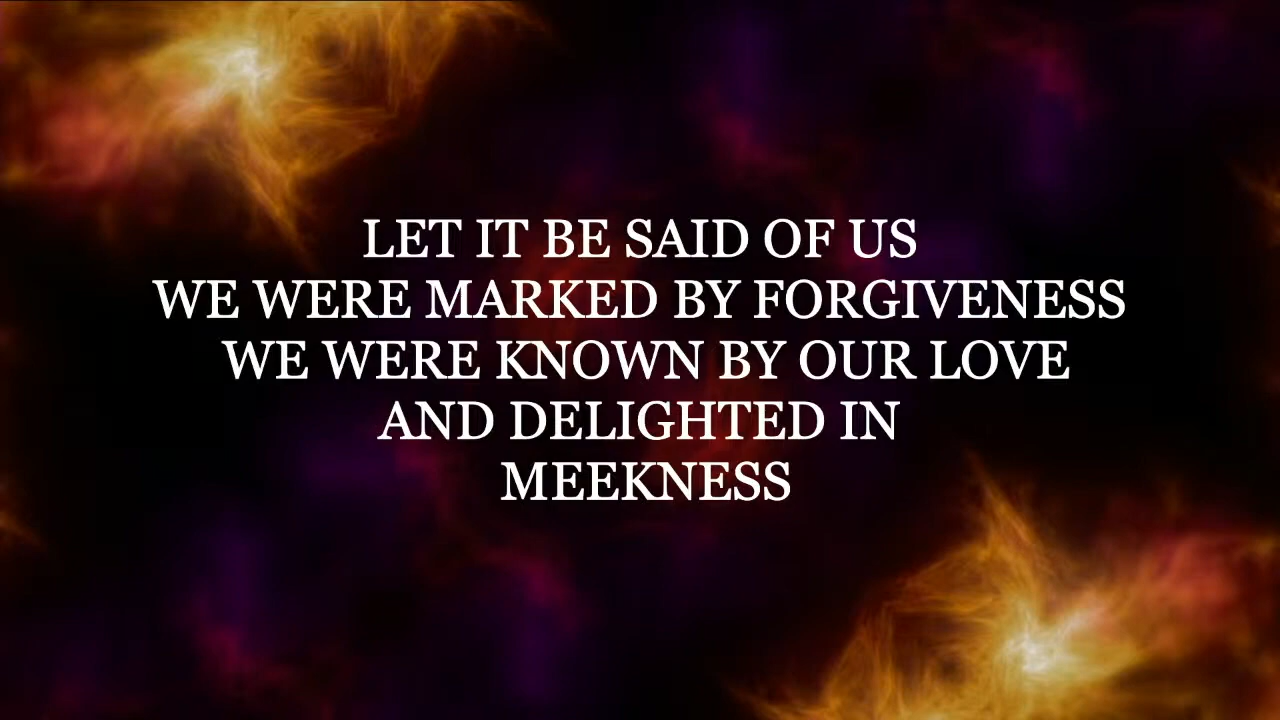 LET IT BE SAID OF US
WE WERE MARKED BY FORGIVENESS
WE WERE KNOWN BY OUR LOVE
AND DELIGHTED IN
MEEKNESS